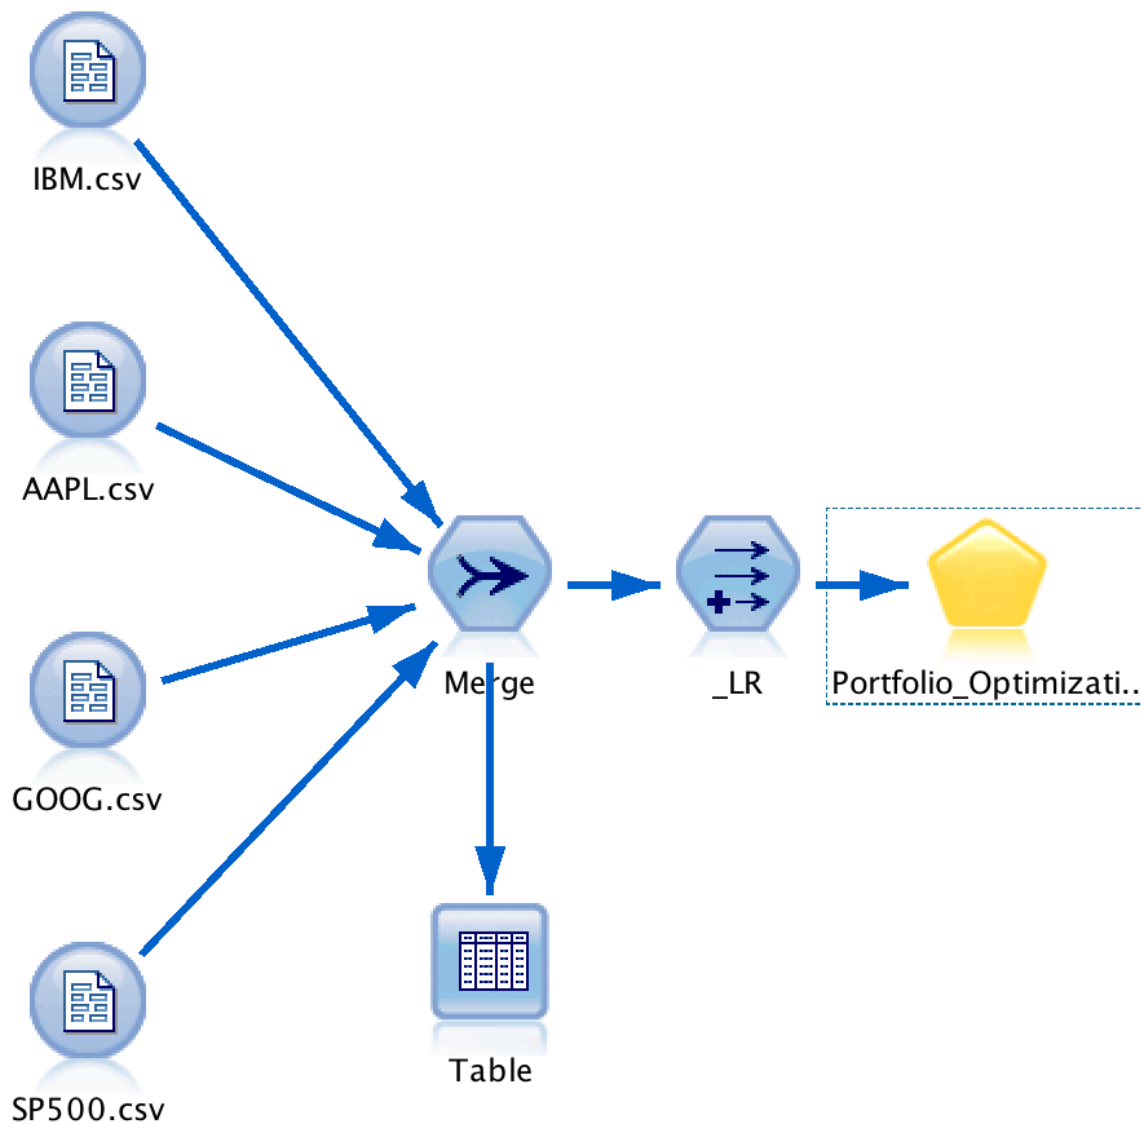 IBM.csv
AAPL.csv
GOOG.csv
SP500.csv
Merge
_LR
Portfolio_Optimizati..
Table